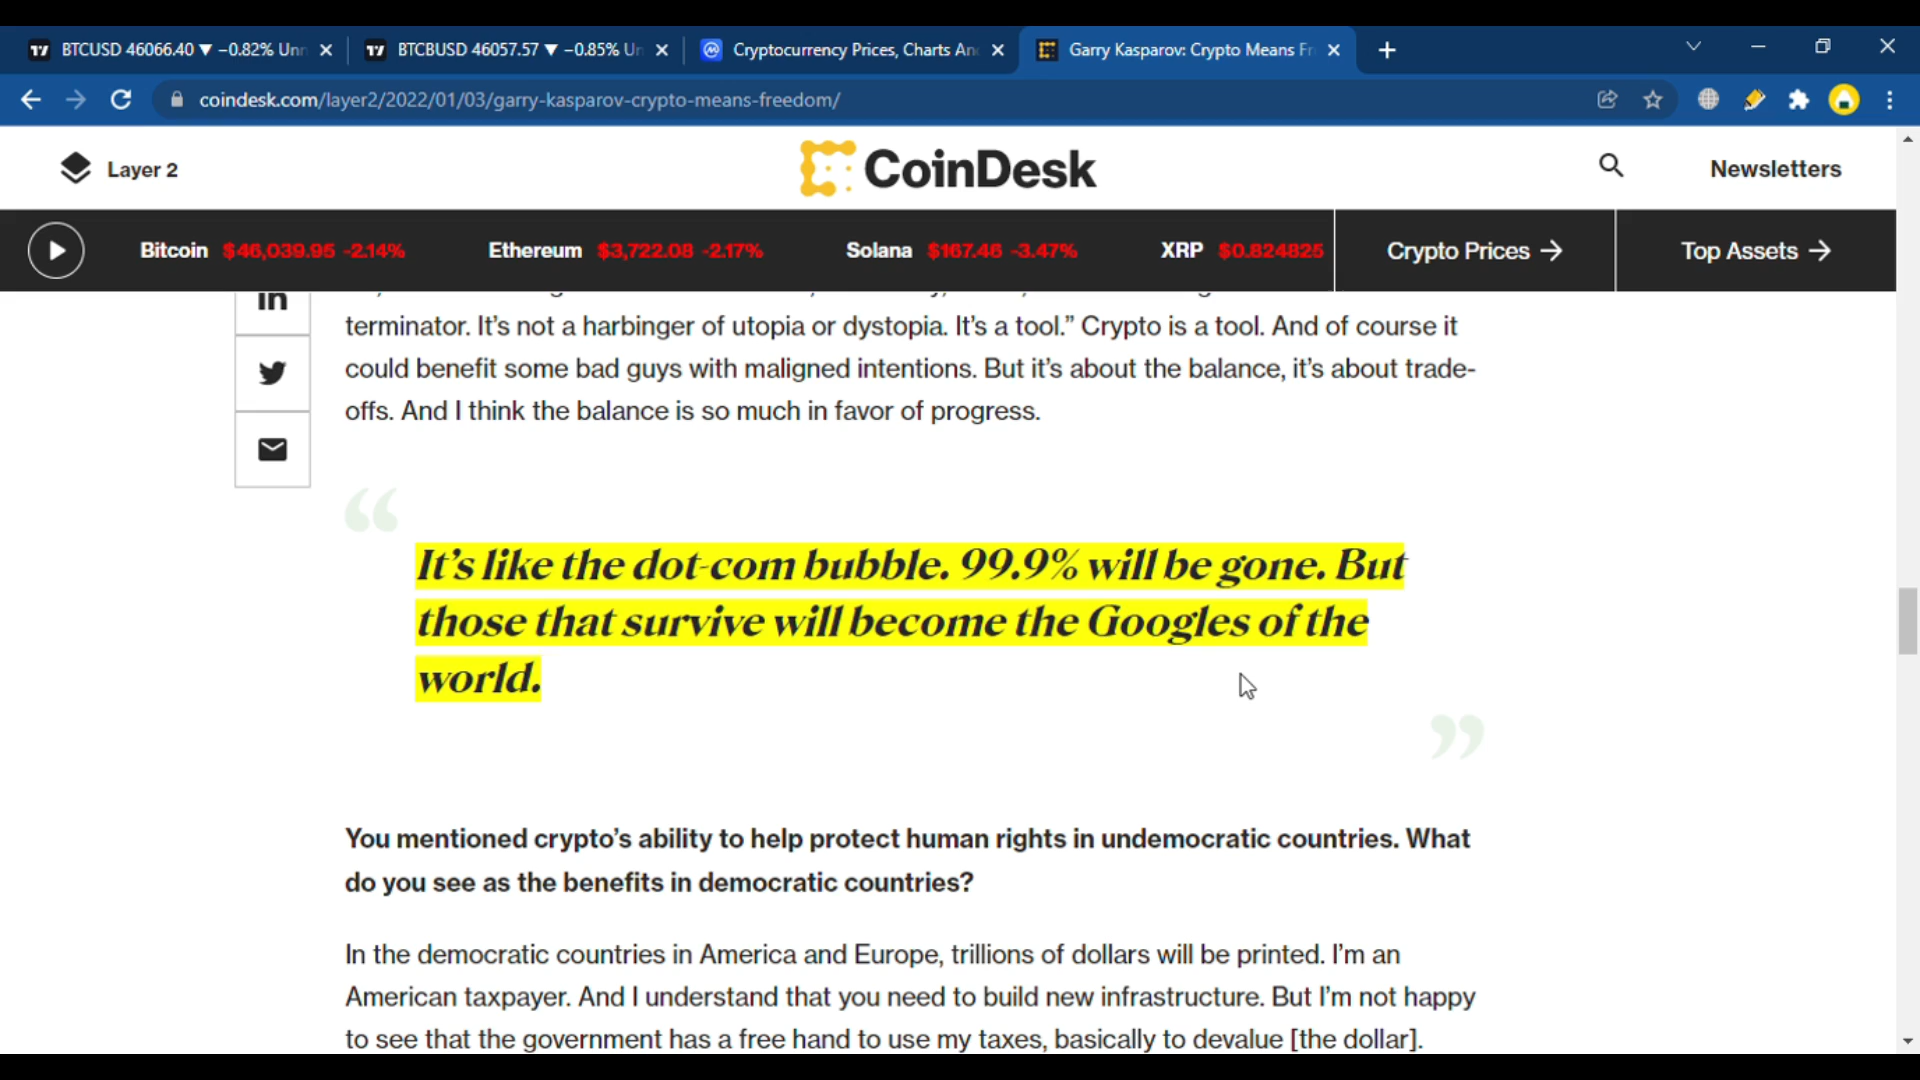 BTCUSD 46066.40 ▼ −0.82% Unn
BTCBUSD 46057.57 ▼ −0.85% Un
Cryptocurrency Prices, Charts An
Garry Kasparov: Crypto Means Fr
coindesk.com/layer2/2022/01/03/garry-kasparov-crypto-means-freedom/
Layer 2
CoinDesk
Newsletters
Bitcoin $46,039.95 -2.14% Ethereum $3,722.08 -2.17% Solana $167.46 -3.47% XRP $0.824825 Crypto Prices → Top Assets →
in
terminator. It’s not a harbinger of utopia or dystopia. It’s a tool.” Crypto is a tool. And of course it
could benefit some bad guys with maligned intentions. But it’s about the balance, it’s about trade-
offs. And I think the balance is so much in favor of progress.
“
It’s like the dot-com bubble. 99.9% will be gone. But
those that survive will become the Googles of the
world.
”
You mentioned crypto’s ability to help protect human rights in undemocratic countries. What
do you see as the benefits in democratic countries?
In the democratic countries in America and Europe, trillions of dollars will be printed. I’m an
American taxpayer. And I understand that you need to build new infrastructure. But I’m not happy
to see that the government has a free hand to use my taxes, basically to devalue [the dollar].